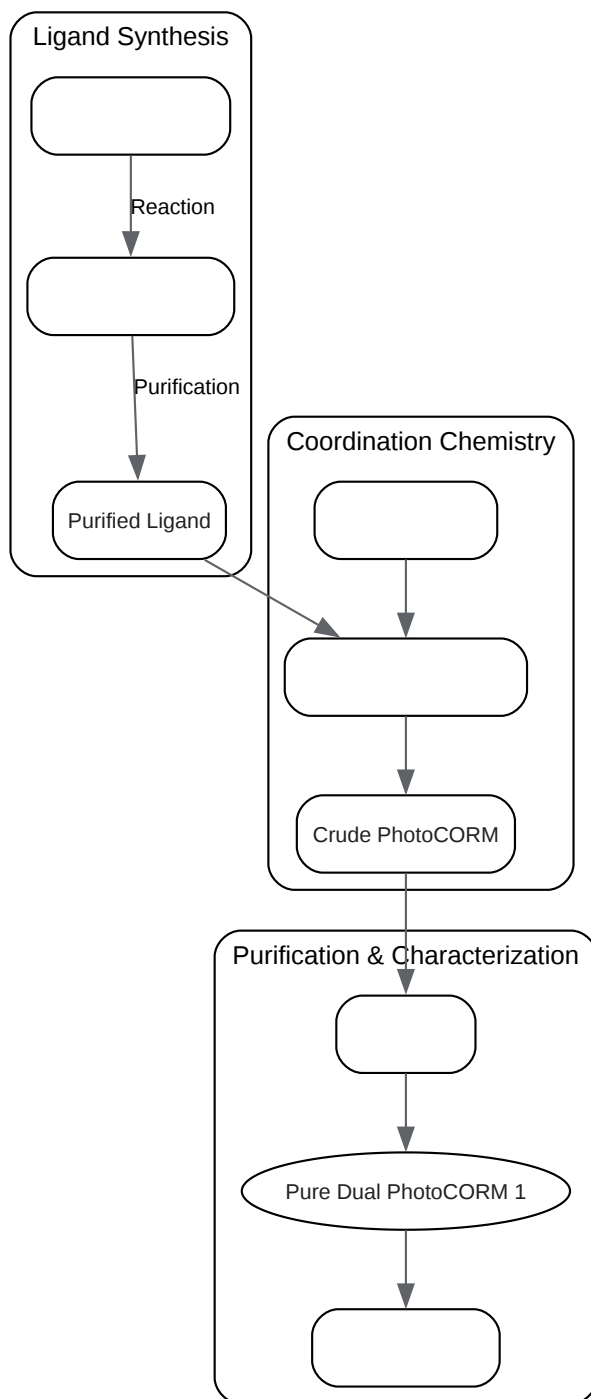 Ligand Synthesis
Reaction
Purification
Purified Ligand
Coordination Chemistry
Crude PhotoCORM
Purification & Characterization
Pure Dual PhotoCORM 1